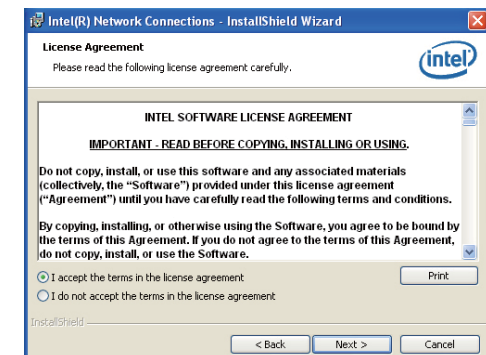 Intel(R) Network Connections - InstallShield Wizard
License Agreement
Please read the following license agreement carefully.
intel
INTEL SOFTWARE LICENSE AGREEMENT
IMPORTANT - READ BEFORE COPYING, INSTALLING OR USING.
Do not copy, install, or use this software and any associated materials
(collectively, the “Software”) provided under this license agreement
(“Agreement”) until you have carefully read the following terms and conditions.
By copying, installing, or otherwise using the Software, you agree to be bound by
the terms of this Agreement. If you do not agree to the terms of this Agreement,
do not copy, install, or use the Software.
I accept the terms in the license agreement
Print
I do not accept the terms in the license agreement
InstallShield
< Back Next > Cancel